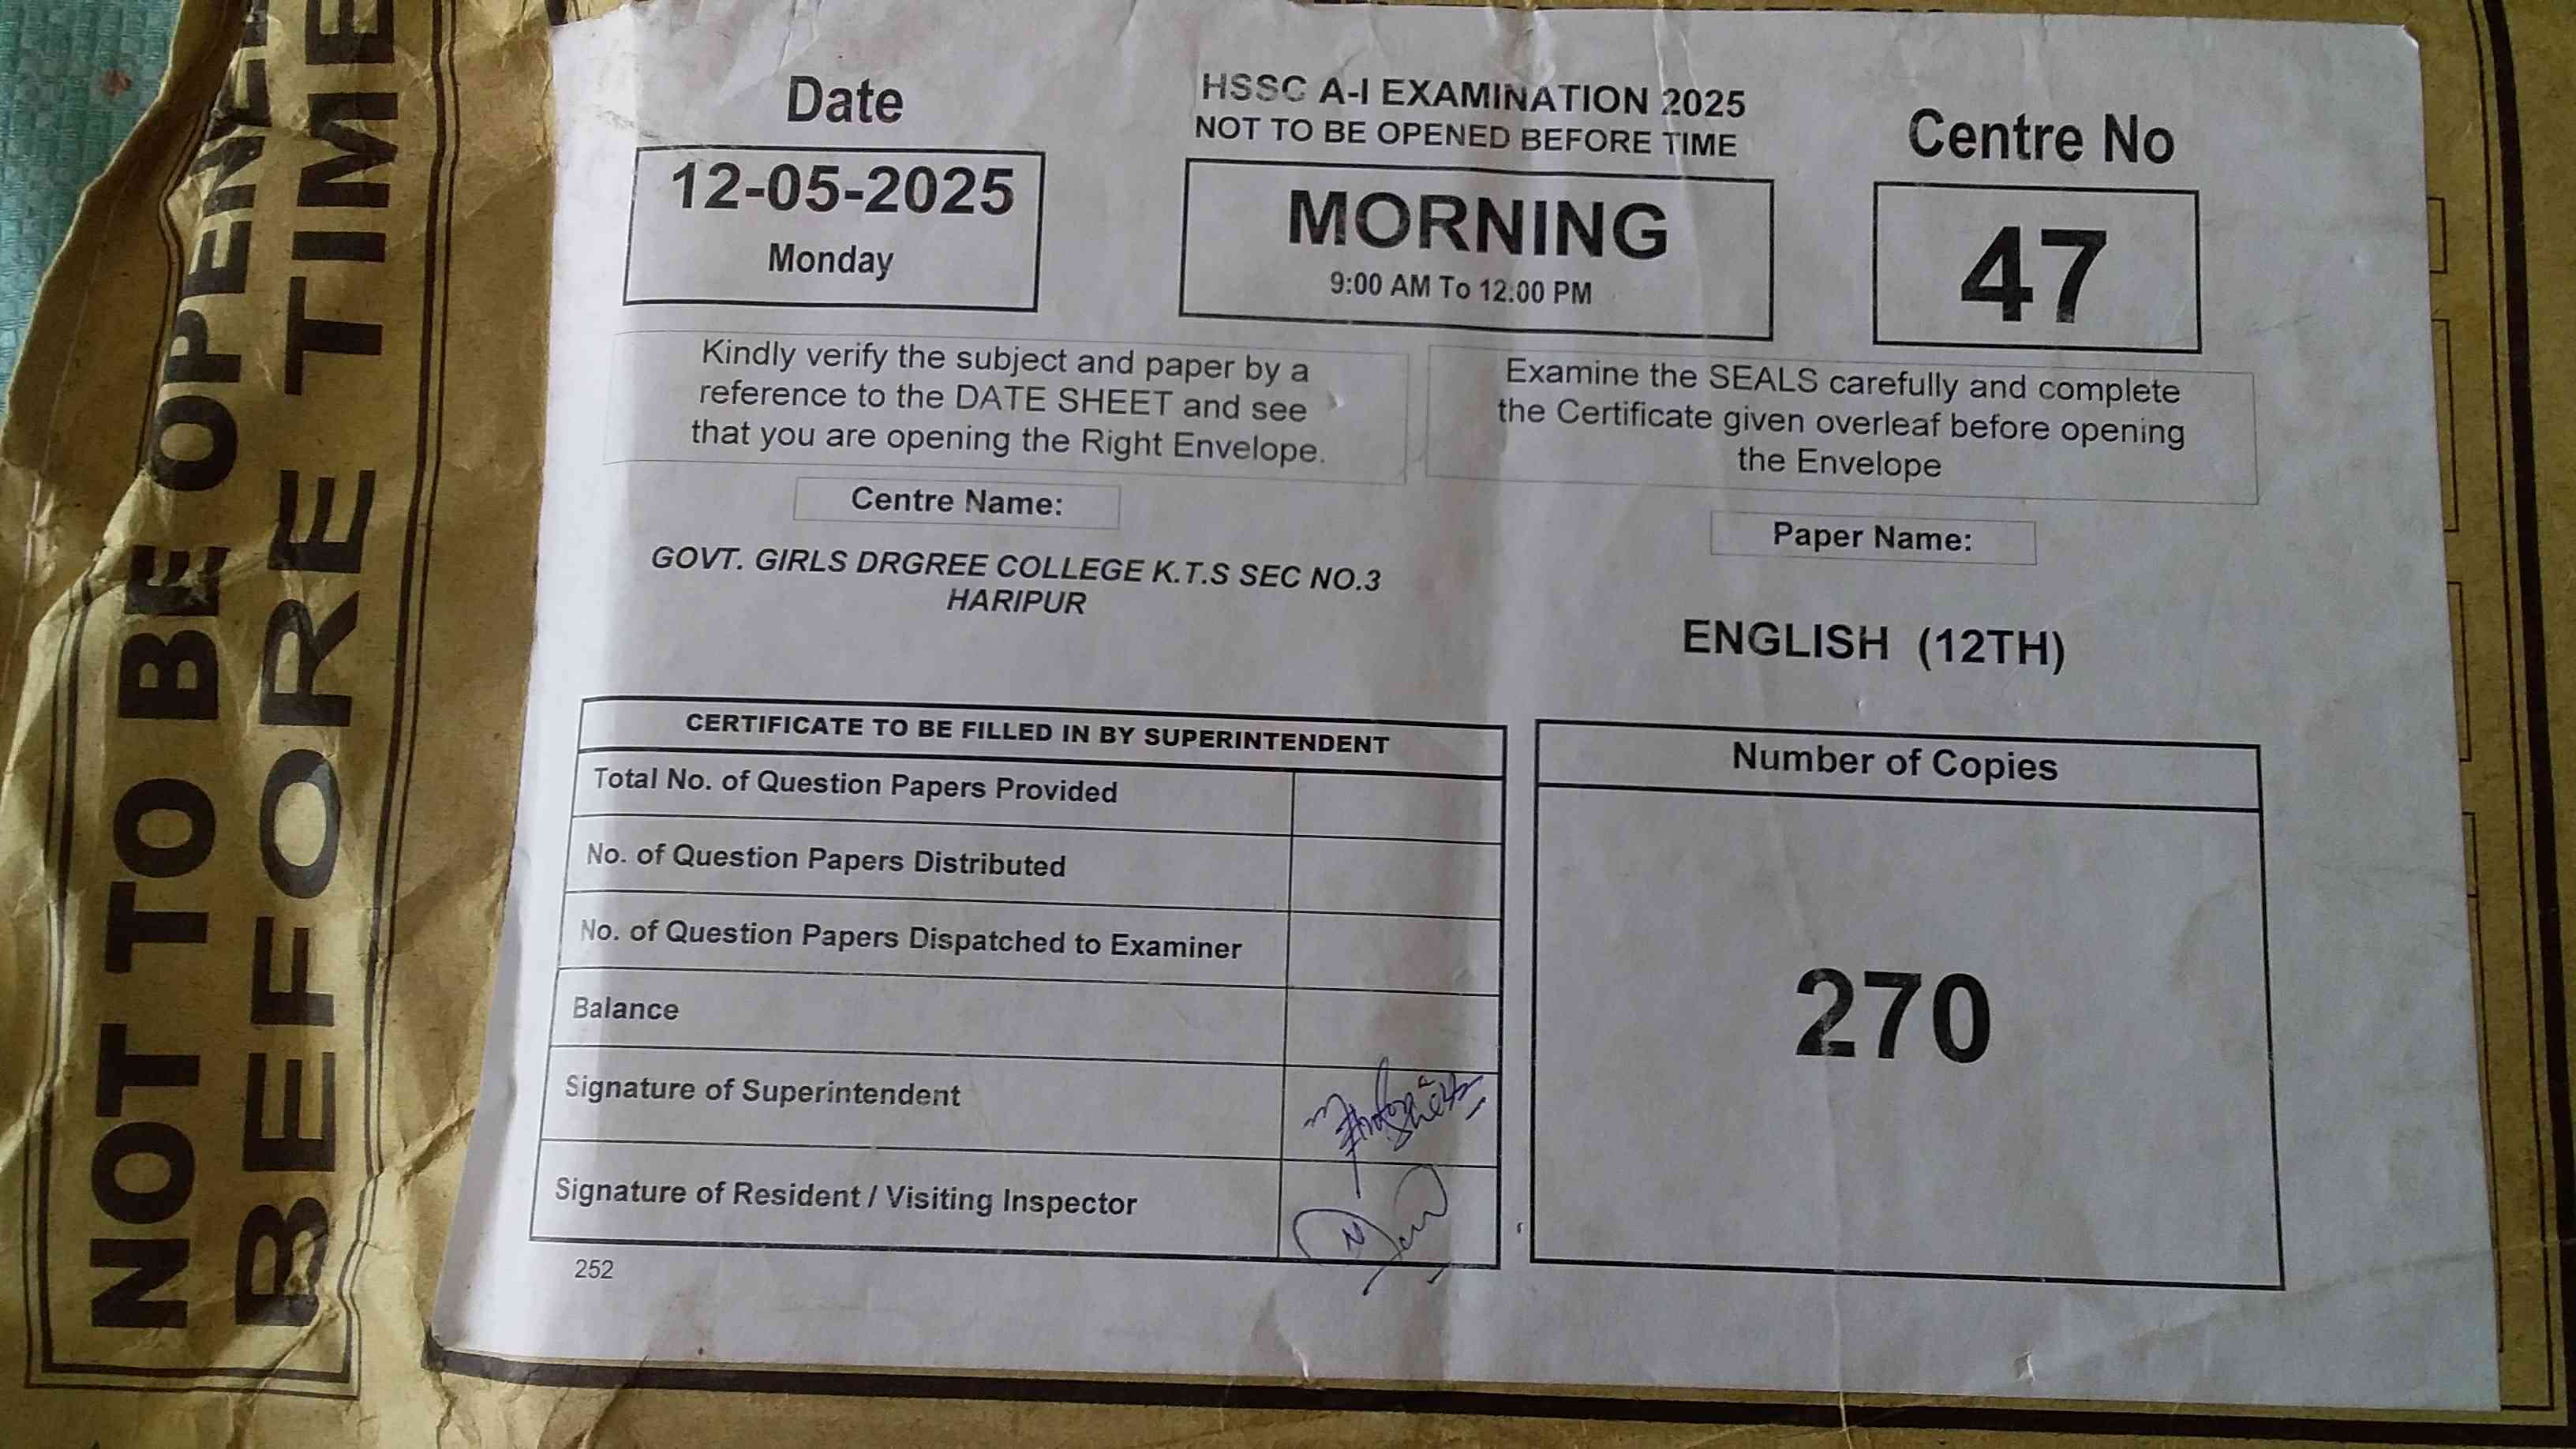 NOT TO BE OPENE
BEFORE TIME
Date
12-05-2025
Monday
HSSC A-I EXAMINATION 2025
NOT TO BE OPENED BEFORE TIME
MORNING
9:00 AM To 12:00 PM
Centre No
47
Kindly verify the subject and paper by a
reference to the DATE SHEET and see
that you are opening the Right Envelope.
Examine the SEALS carefully and complete
the Certificate given overleaf before opening
the Envelope
Centre Name:
GOVT. GIRLS DRGREE COLLEGE K.T.S SEC NO.3
HARIPUR
Paper Name:
ENGLISH (12TH)
CERTIFICATE TO BE FILLED IN BY SUPERINTENDENT
Total No. of Question Papers Provided
No. of Question Papers Distributed
No. of Question Papers Dispatched to Examiner
Balance
Signature of Superintendent
Signature of Resident / Visiting Inspector
252
Number of Copies
270